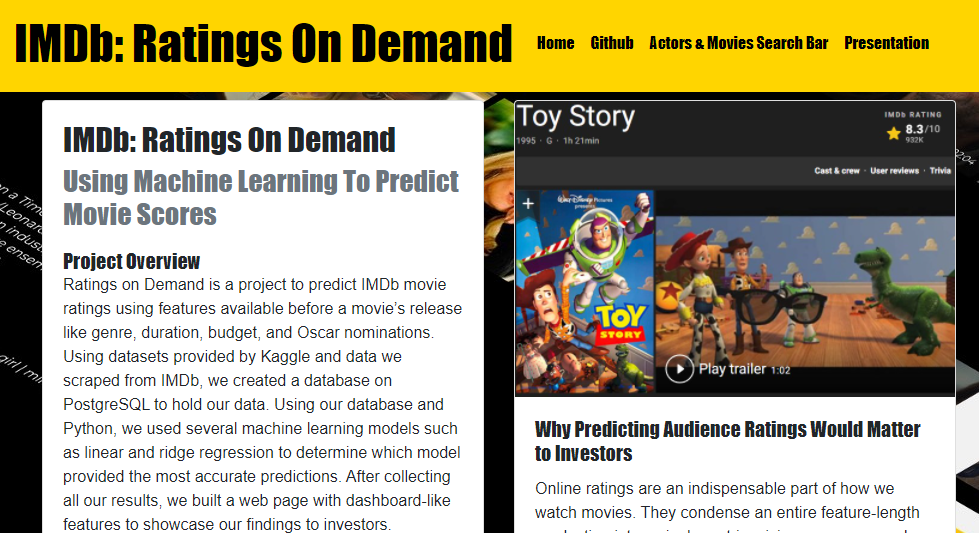 IMDb: Ratings On Demand
Home Github Actors & Movies Search Bar Presentation
IMDb: Ratings On Demand
Using Machine Learning To Predict
Movie Scores
Project Overview
Ratings on Demand is a project to predict IMDb movie
ratings using features available before a movie’s release
like genre, duration, budget, and Oscar nominations.
Using datasets provided by Kaggle and data we
scraped from IMDb, we created a database on
PostgreSQL to hold our data. Using our database and
Python, we used several machine learning models such
as linear and ridge regression to determine which model
provided the most accurate predictions. After collecting
all our results, we built a web page with dashboard-like
features to showcase our findings to investors.
Toy Story
1995 · G · 1h 21min
IMDb RATING
8.3/10
932K
Cast & crew · User reviews · Trivia
+
Walt Disney Pictures
presents
TOY
STORY
Play trailer 1:02
Why Predicting Audience Ratings Would Matter
to Investors
Online ratings are an indispensable part of how we
watch movies. They condense an entire feature-length